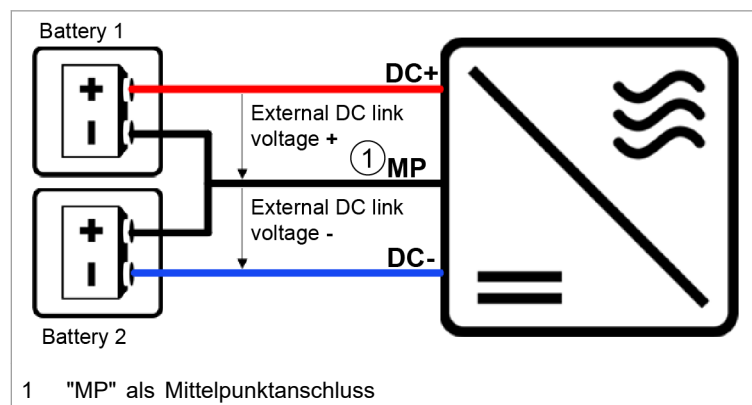 Battery 1
DC+
External DC link
voltage +
1
MP
External DC link
voltage -
DC-
Battery 2
1 "MP" als Mittelpunktanschluss